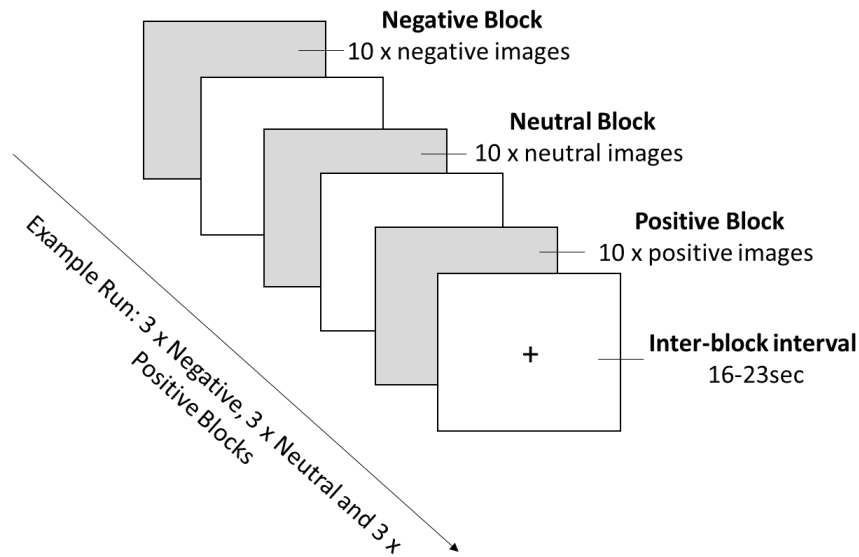 Negative Block
10 x negative images
Neutral Block
10 x neutral images
Positive Block
10 x positive images
+
Inter-block interval
16-23sec
Example Run: 3 x Negative, 3 x Neutral and 3 x
Positive Blocks